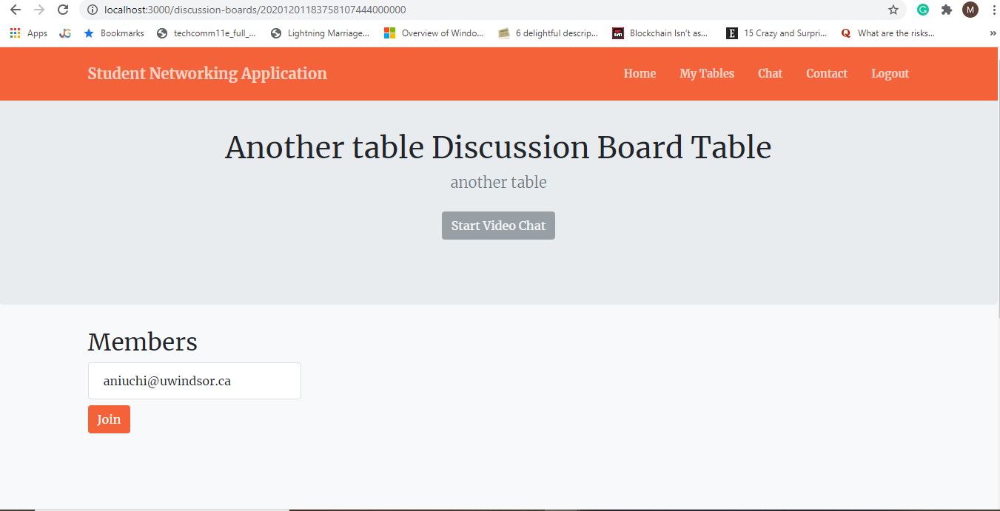 localhost:3000/discussion-boards/20201201183758107444000000
M
Apps
JG
Bookmarks
techcomm11e_full_...
Lightning Marriage...
Overview of Windo...
6 delightful descrip...
Blockchain Isn't as...
E
15 Crazy and Surpri...
Q
What are the risks...
»
Student Networking Application
Home
My Tables
Chat
Contact
Logout
Another table Discussion Board Table
another table
Start Video Chat
Members
aniuchi@uwindsor.ca
Join